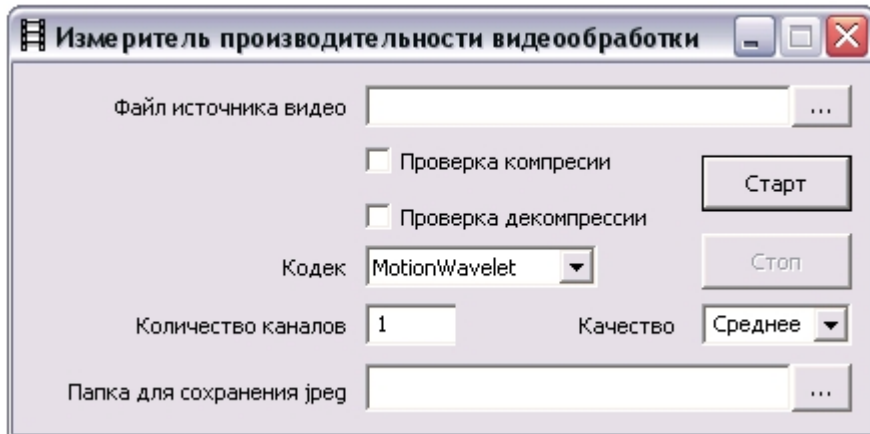 Измеритель производительности видеообработки
Файл источника видео ...
Проверка компресии
Старт
Проверка декомпрессии
Кодек MotionWavelet
Стоп
Количество каналов 1 Качество Среднее
Папка для сохранения jpeg ...